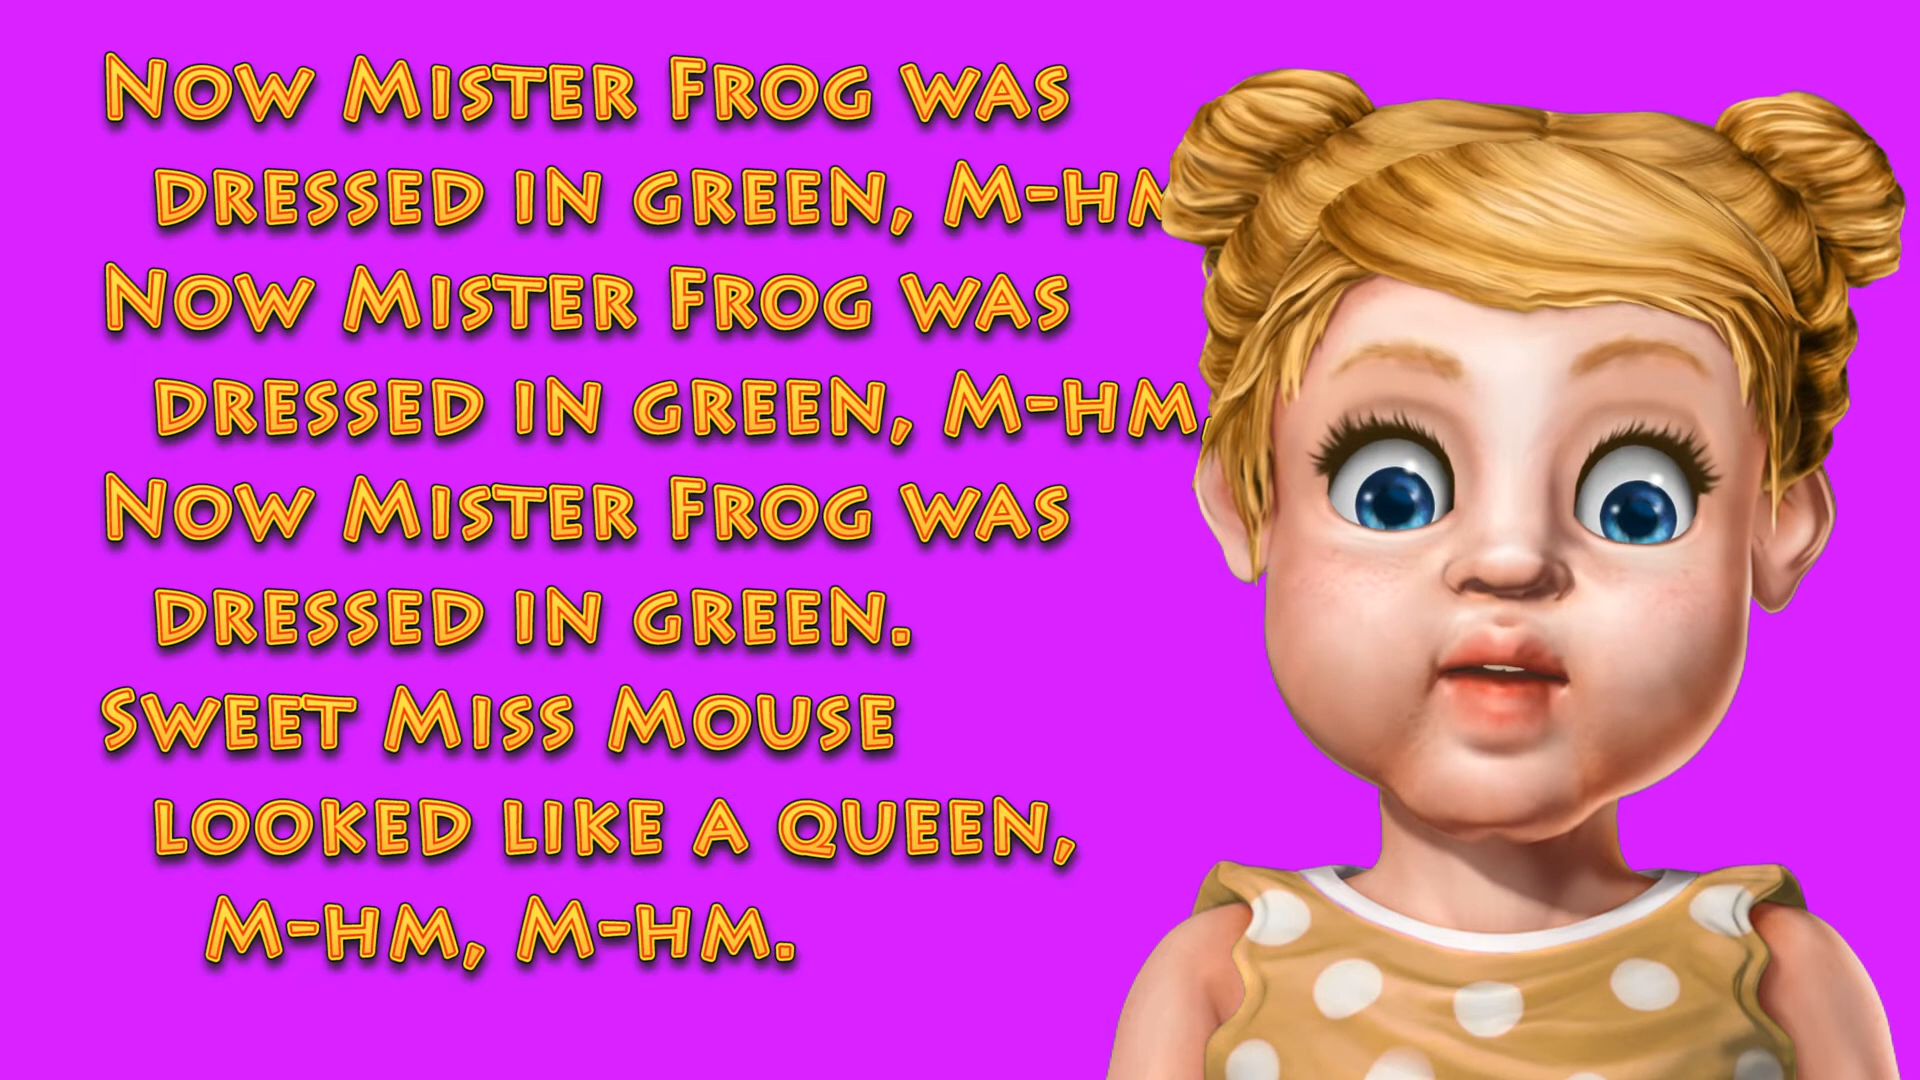 Now Mister Frog was
dressed in green, M-hm
Now Mister Frog was
dressed in green, M-hm,
Now Mister Frog was
dressed in green.
Sweet Miss Mouse
looked like a queen,
M-hm, M-hm.